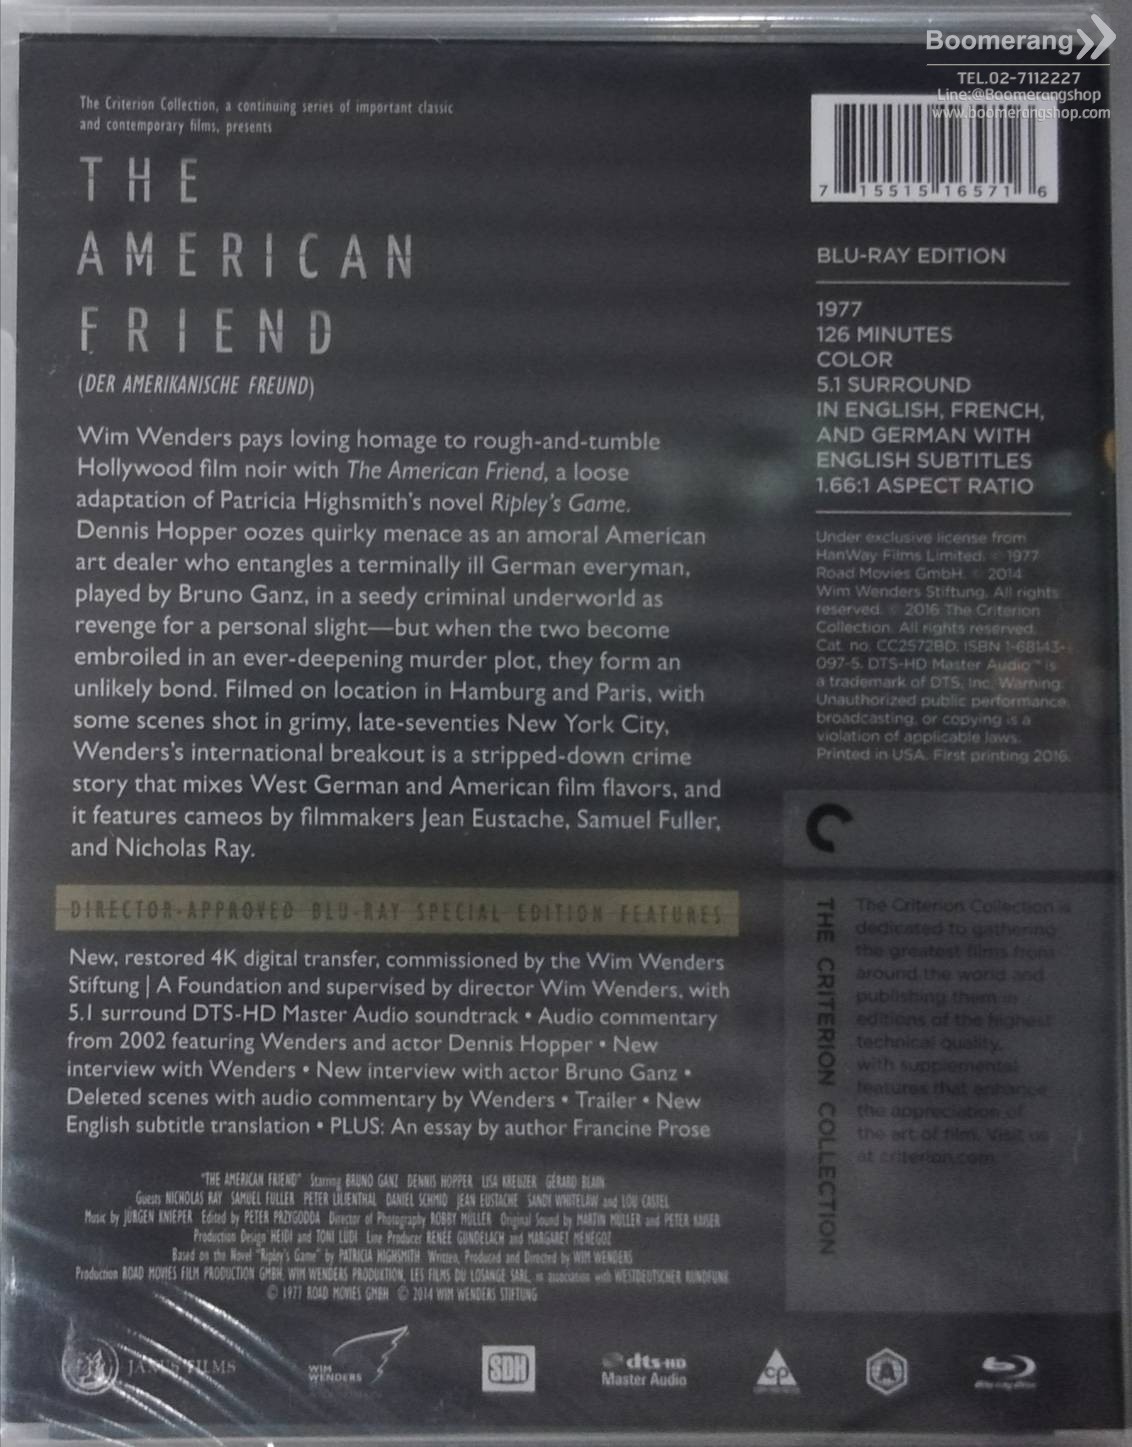 Boomerang
TEL.02-7112227
Line:@Boomerangshop
www.boomerangshop.com
The Criterion Collection, a continuing series of important classic
and contemporary films, presents
THE
AMERICAN
FRIEND
(DER AMERIKANISCHE FREUND)
Wim Wenders pays loving homage to rough-and-tumble
Hollywood film noir with The American Friend, a loose
adaptation of Patricia Highsmith's novel Ripley's Game.
Dennis Hopper oozes quirky menace as an amoral American
art dealer who entangles a terminally ill German everyman,
played by Bruno Ganz, in a seedy criminal underworld as
revenge for a personal slight—but when the two become
embroiled in an ever-deepening murder plot, they form an
unlikely bond. Filmed on location in Hamburg and Paris, with
some scenes shot in grimy, late-seventies New York City,
Wenders's international breakout is a stripped-down crime
story that mixes West German and American film flavors, and
it features cameos by filmmakers Jean Eustache, Samuel Fuller,
and Nicholas Ray.
DIRECTOR-APPROVED BLU-RAY SPECIAL EDITION FEATURES
New, restored 4K digital transfer, commissioned by the Wim Wenders
Stiftung | A Foundation and supervised by director Wim Wenders, with
5.1 surround DTS-HD Master Audio soundtrack • Audio commentary
from 2002 featuring Wenders and actor Dennis Hopper • New
interview with Wenders • New interview with actor Bruno Ganz •
Deleted scenes with audio commentary by Wenders • Trailer • New
English subtitle translation • PLUS: An essay by author Francine Prose
"THE AMERICAN FRIEND" Starring BRUNO GANZ DENNIS HOPPER LISA KREUZER GÉRARD BLAIN
Guests NICHOLAS RAY SAMUEL FULLER PETER LILIENTHAL DANIEL SCHMID JEAN EUSTACHE SANDY WHITELAW and LOU CASTEL
Music by JÜRGEN KNIEPER Edited by PETER PRZYGODDA Director of Photography ROBBY MÜLLER Original Sound by MARTIN MÜLLER and PETER KAISER
Production Design HEIDI and TONI LÜDI Line Producer RENÉE GUNDELACH and MARGARET MENEGOZ
Based on the Novel "Ripley's Game" by PATRICIA HIGHSMITH Written, Produced and Directed by WIM WENDERS
Production ROAD MOVIES FILM PRODUCTION GMBH, WIM WENDERS PRODUKTION, LES FILMS DU LOSANGE SARL, in association with WESTDEUTSCHER RUNDFUNK
© 1977 ROAD MOVIES GMBH © 2014 WIM WENDERS STIFTUNG
7 15515 16571 6
BLU-RAY EDITION
1977
126 MINUTES
COLOR
5.1 SURROUND
IN ENGLISH, FRENCH,
AND GERMAN WITH
ENGLISH SUBTITLES
1.66:1 ASPECT RATIO
Under exclusive license from
HanWay Films Limited. © 1977
Road Movies GmbH. © 2014
Wim Wenders Stiftung. All rights
reserved. © 2016 The Criterion
Collection. All rights reserved.
Cat. no. CC2572BD. ISBN 1-68143-
097-5. DTS-HD Master Audio™ is
a trademark of DTS, Inc. Warning:
Unauthorized public performance,
broadcasting, or copying is a
violation of applicable laws.
Printed in USA. First printing 2016.
THE CRITERION COLLECTION
The Criterion Collection is
dedicated to gathering
the greatest films from
around the world and
publishing them in
editions of the highest
technical quality,
with supplemental
features that enhance
the appreciation of
the art of film. Visit us
at criterion.com.
JANUS FILMS
WIM
WENDERS
SDH
dts-HD
Master Audio
cip
Blu-ray Disc